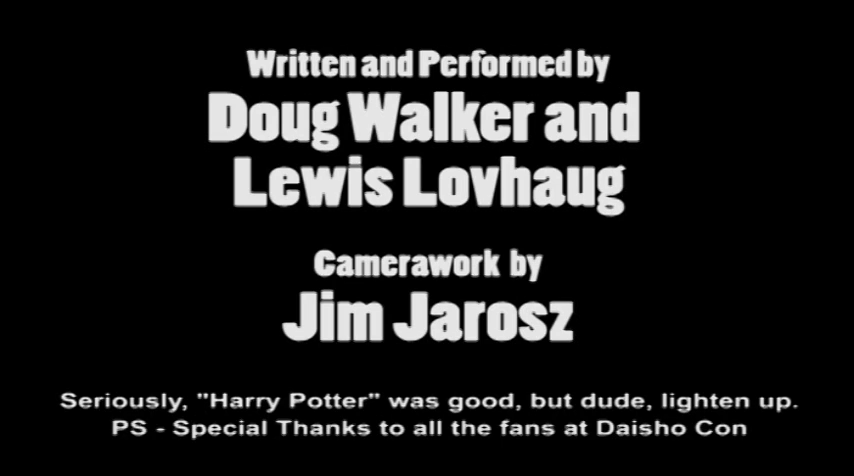 Written and Performed by
Doug Walker and
Lewis Lovhaug
Camerawork by
Jim Jarosz
Seriously, "Harry Potter" was good, but dude, lighten up.
PS - Special Thanks to all the fans at Daisho Con